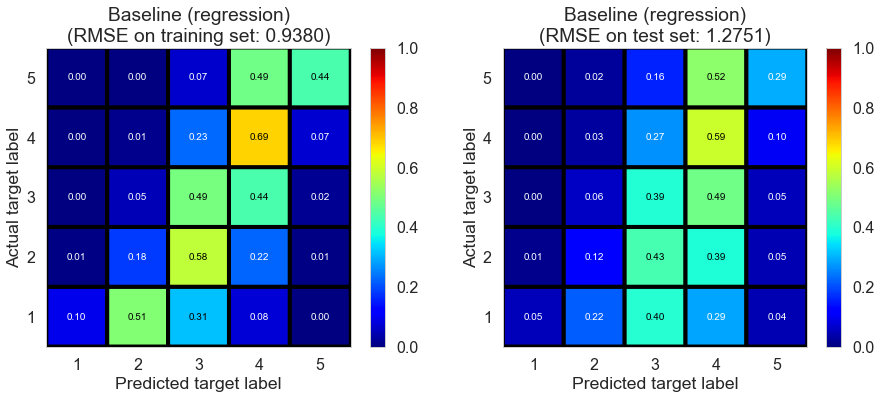 Baseline (regression)
(RMSE on training set: 0.9380)
Actual target label
5 0.00 0.00 0.07 0.49 0.44
4 0.00 0.01 0.23 0.69 0.07
3 0.00 0.05 0.49 0.44 0.02
2 0.01 0.18 0.58 0.22 0.01
1 0.10 0.51 0.31 0.08 0.00
1 2 3 4 5
Predicted target label
1.0
0.8
0.6
0.4
0.2
0.0
Baseline (regression)
(RMSE on test set: 1.2751)
Actual target label
5 0.00 0.02 0.16 0.52 0.29
4 0.00 0.03 0.27 0.59 0.10
3 0.00 0.06 0.39 0.49 0.05
2 0.01 0.12 0.43 0.39 0.05
1 0.05 0.22 0.40 0.29 0.04
1 2 3 4 5
Predicted target label
1.0
0.8
0.6
0.4
0.2
0.0